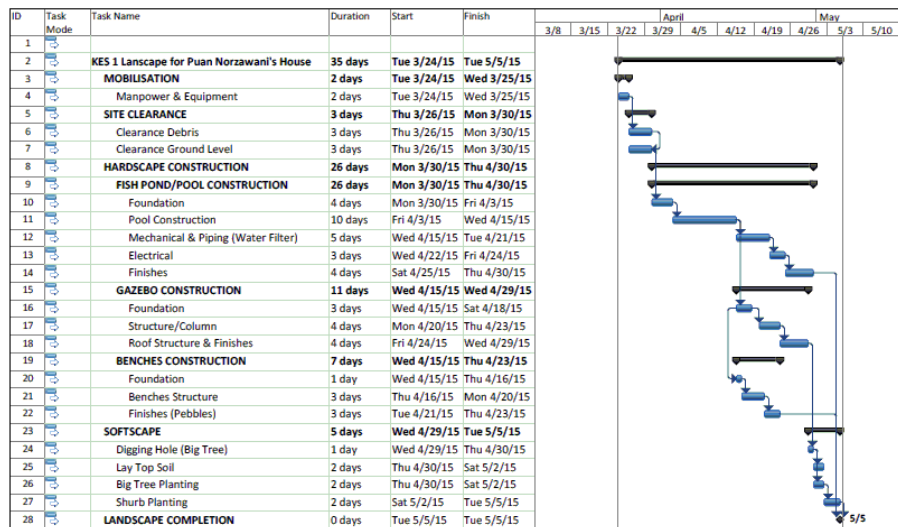 ID Task Mode Task Name Duration Start Finish April May
3/8 3/15 3/22 3/29 4/5 4/12 4/19 4/26 5/3 5/10
1
2 KES 1 Lanscape for Puan Norzawani's House 35 days Tue 3/24/15 Tue 5/5/15
3 MOBILISATION 2 days Tue 3/24/15 Wed 3/25/15
4 Manpower & Equipment 2 days Tue 3/24/15 Wed 3/25/15
5 SITE CLEARANCE 3 days Thu 3/26/15 Mon 3/30/15
6 Clearance Debris 3 days Thu 3/26/15 Mon 3/30/15
7 Clearance Ground Level 3 days Thu 3/26/15 Mon 3/30/15
8 HARDSCAPE CONSTRUCTION 26 days Mon 3/30/15 Thu 4/30/15
9 FISH POND/POOL CONSTRUCTION 26 days Mon 3/30/15 Thu 4/30/15
10 Foundation 4 days Mon 3/30/15 Fri 4/3/15
11 Pool Construction 10 days Fri 4/3/15 Wed 4/15/15
12 Mechanical & Piping (Water Filter) 5 days Wed 4/15/15 Tue 4/21/15
13 Electrical 3 days Wed 4/22/15 Fri 4/24/15
14 Finishes 4 days Sat 4/25/15 Thu 4/30/15
15 GAZEBO CONSTRUCTION 11 days Wed 4/15/15 Wed 4/29/15
16 Foundation 3 days Wed 4/15/15 Sat 4/18/15
17 Structure/Column 4 days Mon 4/20/15 Thu 4/23/15
18 Roof Structure & Finishes 4 days Fri 4/24/15 Wed 4/29/15
19 BENCHES CONSTRUCTION 7 days Wed 4/15/15 Thu 4/23/15
20 Foundation 1 day Wed 4/15/15 Thu 4/16/15
21 Benches Structure 3 days Thu 4/16/15 Mon 4/20/15
22 Finishes (Pebbles) 3 days Tue 4/21/15 Thu 4/23/15
23 SOFTSCAPE 5 days Wed 4/29/15 Tue 5/5/15
24 Digging Hole (Big Tree) 1 day Wed 4/29/15 Thu 4/30/15
25 Lay Top Soil 2 days Thu 4/30/15 Sat 5/2/15
26 Big Tree Planting 2 days Thu 4/30/15 Sat 5/2/15
27 Shurb Planting 2 days Sat 5/2/15 Tue 5/5/15
28 LANDSCAPE COMPLETION 0 days Tue 5/5/15 Tue 5/5/15 5/5